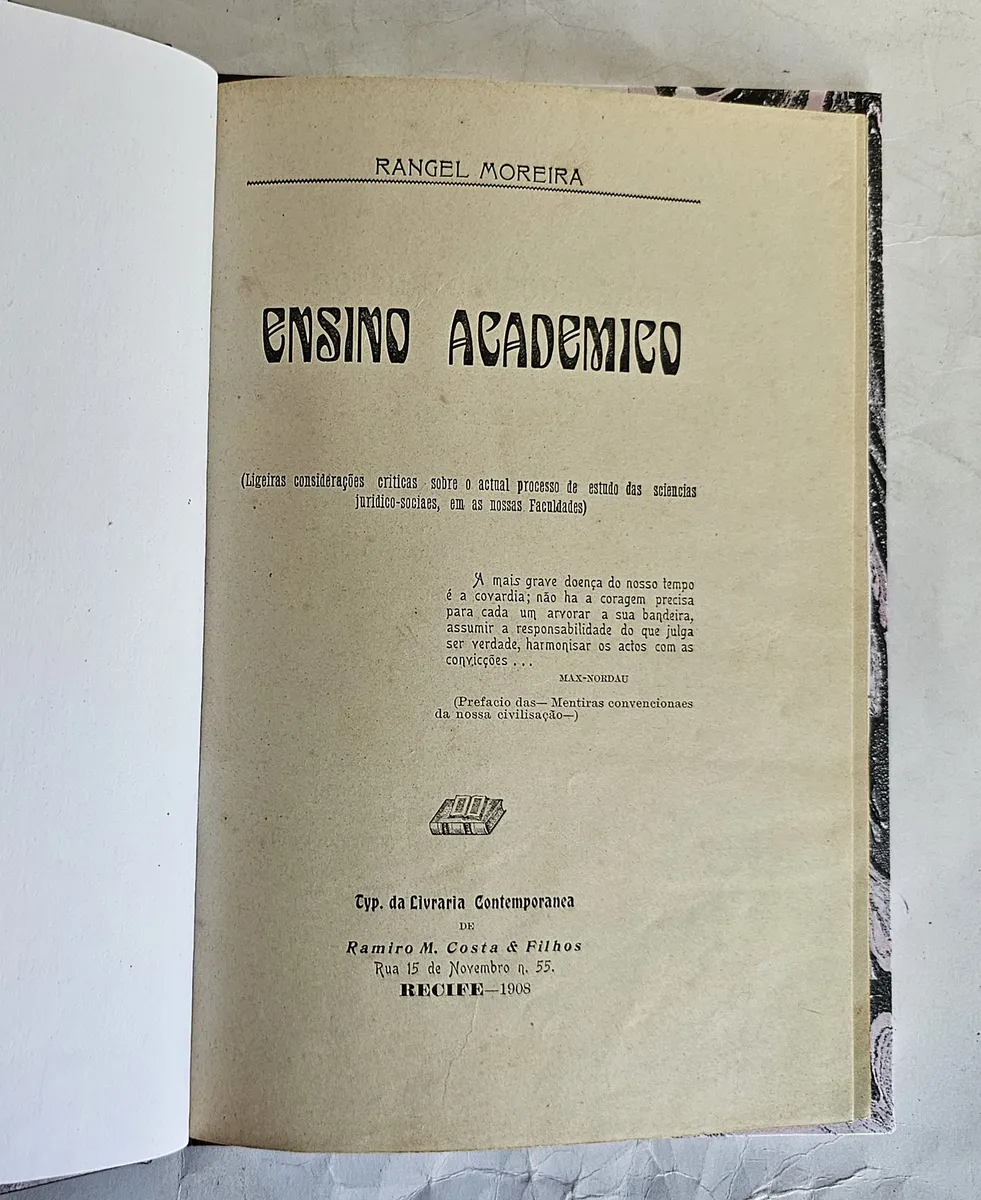 RANGEL MOREIRA
ENSINO ACADEMICO
(Ligeiras considerações criticas sobre o actual processo de estudo das sciencias
juridico-sociaes, em as nossas Faculdades)
A mais grave doença do nosso tempo
é a covardia; não ha a coragem precisa
para cada um arvorar a sua bandeira,
assumir a responsabilidade do que julga
ser verdade, harmonisar os actos com as
convicções . . .
MAX-NORDAU
(Prefacio das— Mentiras convencionaes
da nossa civilisação—)
Typ. da Livraria Contemporanea
DE
Ramiro M. Costa & Filhos
Rua 15 de Novembro n. 55.
RECIFE—1908